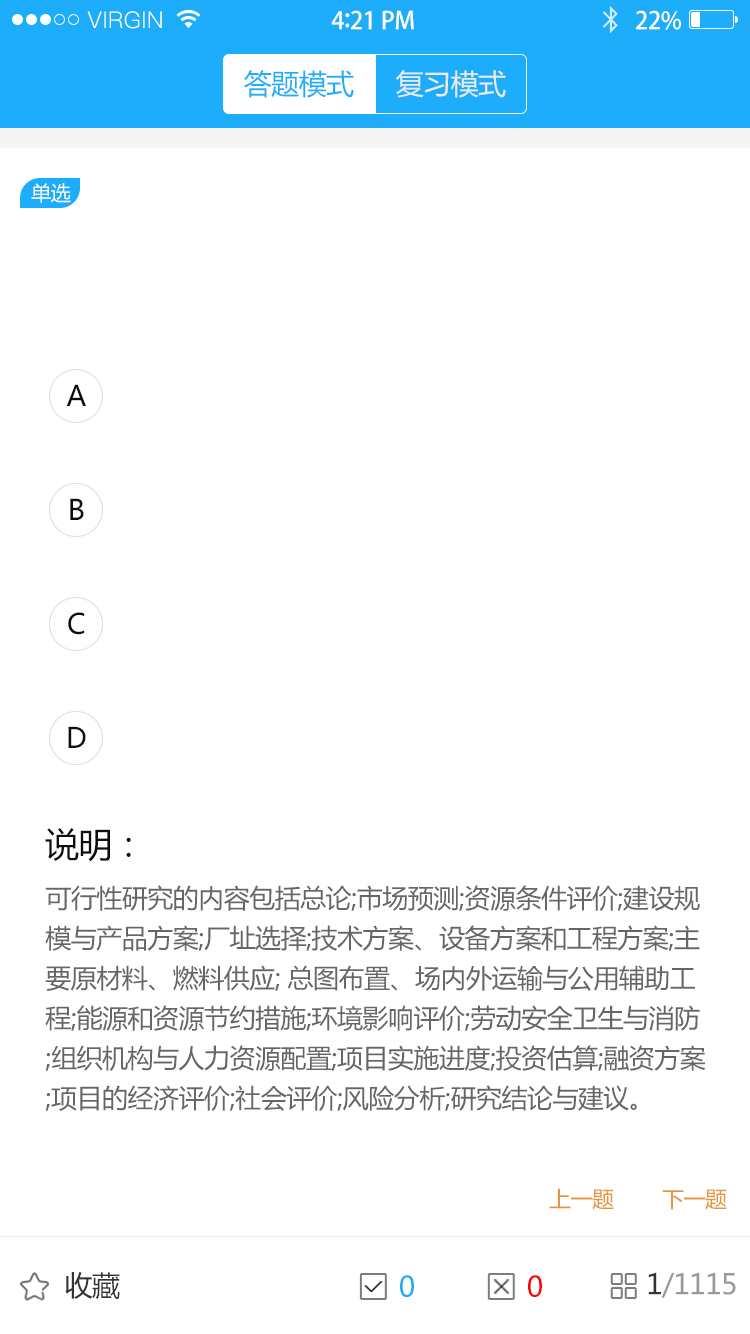 VIRGIN 4:21 PM 22%
答题模式 复习模式
单选
A
B
C
D
说明：
可行性研究的内容包括总论;市场预测;资源条件评价;建设规
模与产品方案;厂址选择;技术方案、设备方案和工程方案;主
要原材料、燃料供应; 总图布置、场内外运输与公用辅助工
程;能源和资源节约措施;环境影响评价;劳动安全卫生与消防
;组织机构与人力资源配置;项目实施进度;投资估算;融资方案
;项目的经济评价;社会评价;风险分析;研究结论与建议。
上一题 下一题
收藏 0 0 1/1115